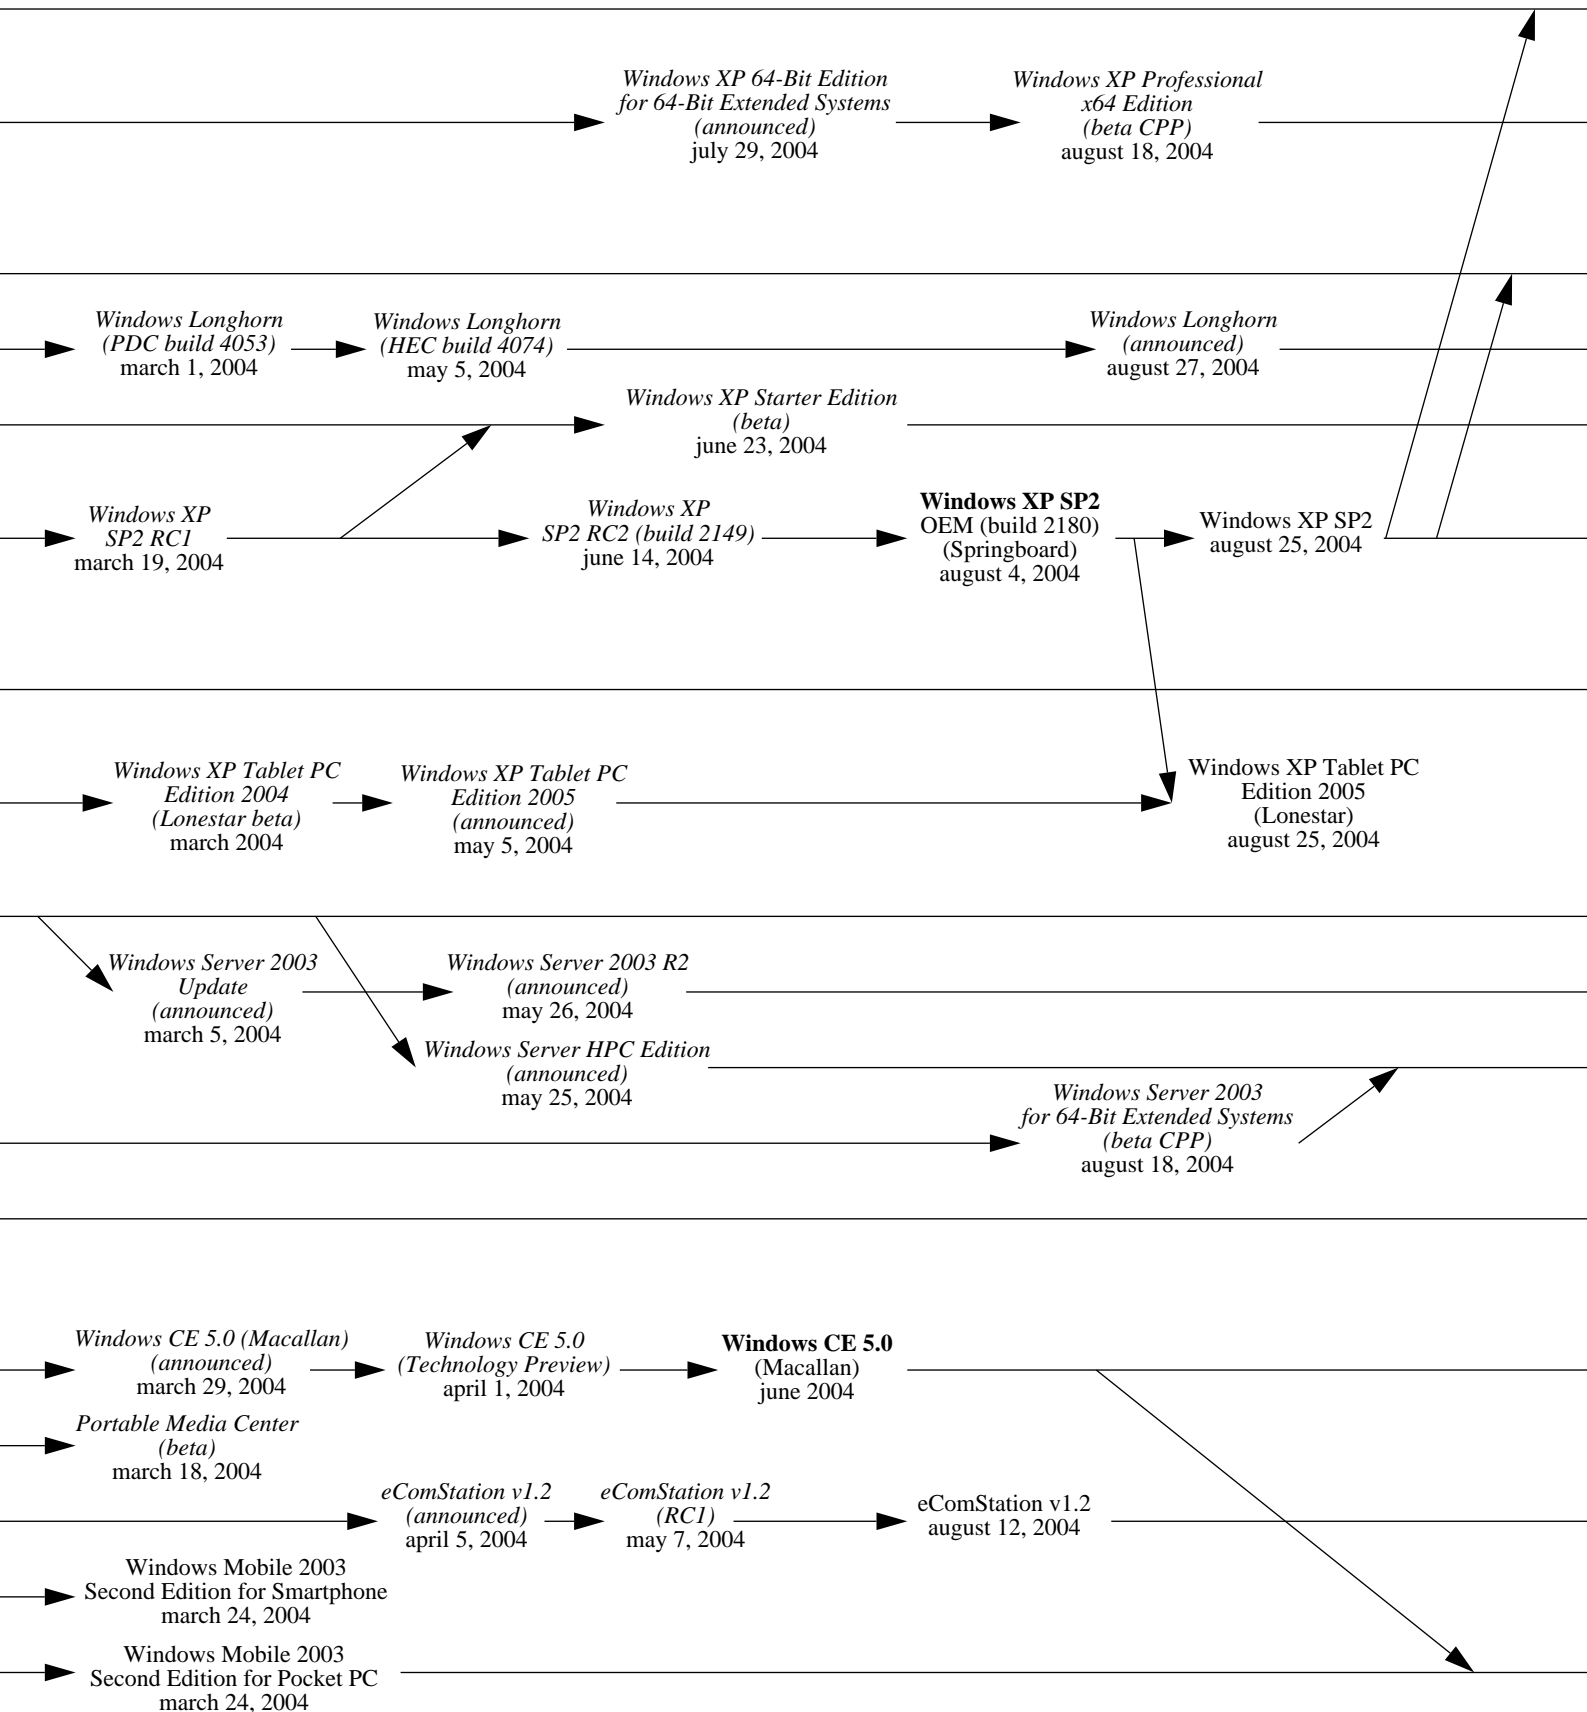 Windows XP 64-Bit Edition
for 64-Bit Extended Systems
(announced)
july 29, 2004
Windows XP Professional
x64 Edition
(beta CPP)
august 18, 2004
Windows Longhorn
(PDC build 4053)
march 1, 2004
Windows Longhorn
(HEC build 4074)
may 5, 2004
Windows Longhorn
(announced)
august 27, 2004
Windows XP Starter Edition
(beta)
june 23, 2004
Windows XP
SP2 RC1
march 19, 2004
Windows XP
SP2 RC2 (build 2149)
june 14, 2004
Windows XP SP2
OEM (build 2180)
(Springboard)
august 4, 2004
Windows XP SP2
august 25, 2004
Windows XP Tablet PC
Edition 2004
(Lonestar beta)
march 2004
Windows XP Tablet PC
Edition 2005
(announced)
may 5, 2004
Windows XP Tablet PC
Edition 2005
(Lonestar)
august 25, 2004
Windows Server 2003
Update
(announced)
march 5, 2004
Windows Server 2003 R2
(announced)
may 26, 2004
Windows Server HPC Edition
(announced)
may 25, 2004
Windows Server 2003
for 64-Bit Extended Systems
(beta CPP)
august 18, 2004
Windows CE 5.0 (Macallan)
(announced)
march 29, 2004
Windows CE 5.0
(Technology Preview)
april 1, 2004
Windows CE 5.0
(Macallan)
june 2004
Portable Media Center
(beta)
march 18, 2004
eComStation v1.2
(announced)
april 5, 2004
eComStation v1.2
(RC1)
may 7, 2004
eComStation v1.2
august 12, 2004
Windows Mobile 2003
Second Edition for Smartphone
march 24, 2004
Windows Mobile 2003
Second Edition for Pocket PC
march 24, 2004